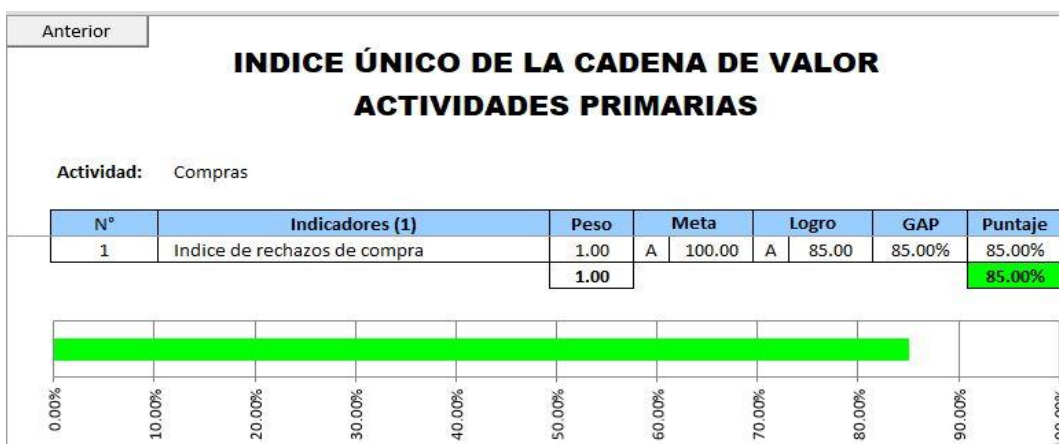 Anterior
INDICE ÚNICO DE LA CADENA DE VALOR
ACTIVIDADES PRIMARIAS
Actividad: Compras
N° Indicadores (1) Peso Meta Logro GAP Puntaje
1 Indice de rechazos de compra 1.00 A 100.00 A 85.00 85.00% 85.00%
1.00 85.00%
0.00% 10.00% 20.00% 30.00% 40.00% 50.00% 60.00% 70.00% 80.00% 90.00%